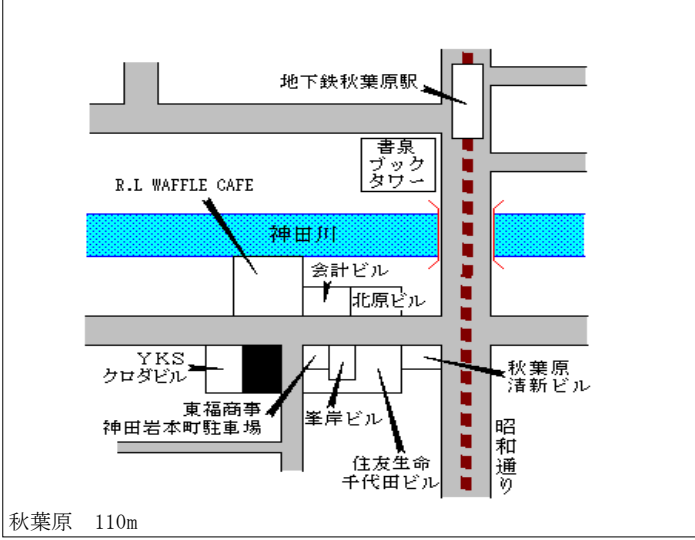 地下鉄秋葉原駅
書泉
ブック
タワー
R.L WAFFLE CAFE
神田川
会計ビル
北原ビル
YKS
クロダビル
秋葉原
清新ビル
東福商事
神田岩本町駐車場
峯岸ビル
住友生命
千代田ビル
昭和通り
秋葉原 110m